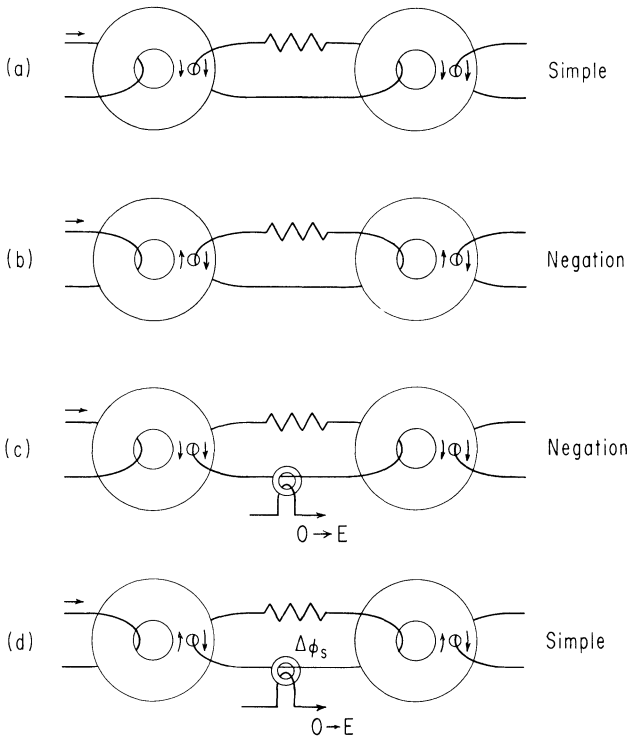 (a) Simple
(b) Negation
(c) Negation
O → E
(d) Simple
Δϕs
O → E